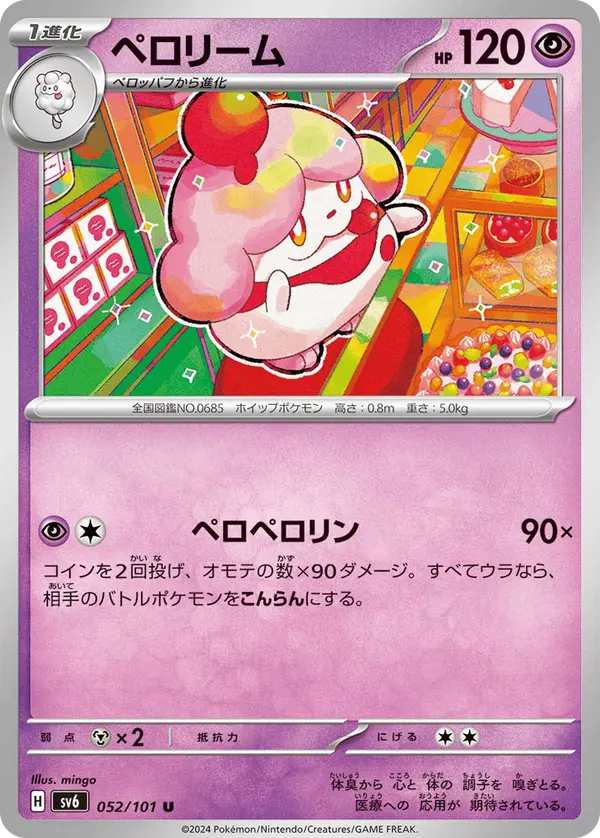 1進化
ペロリーム
HP 120
ペロッパフから進化
全国図鑑NO.0685 ホイップポケモン 高さ:0.8m 重さ:5.0kg
ペロペロリン 90×
コインを2回投げ、オモテの数×90ダメージ。すべてウラなら、
相手のバトルポケモンをこんらんにする。
弱点 ×2 抵抗力 にげる
Illus. mingo
体臭から 心と 体の 調子を 嗅ぎとる。
医療への 応用が 期待されている。
H sv6 052/101 U
©2024 Pokémon/Nintendo/Creatures/GAME FREAK.